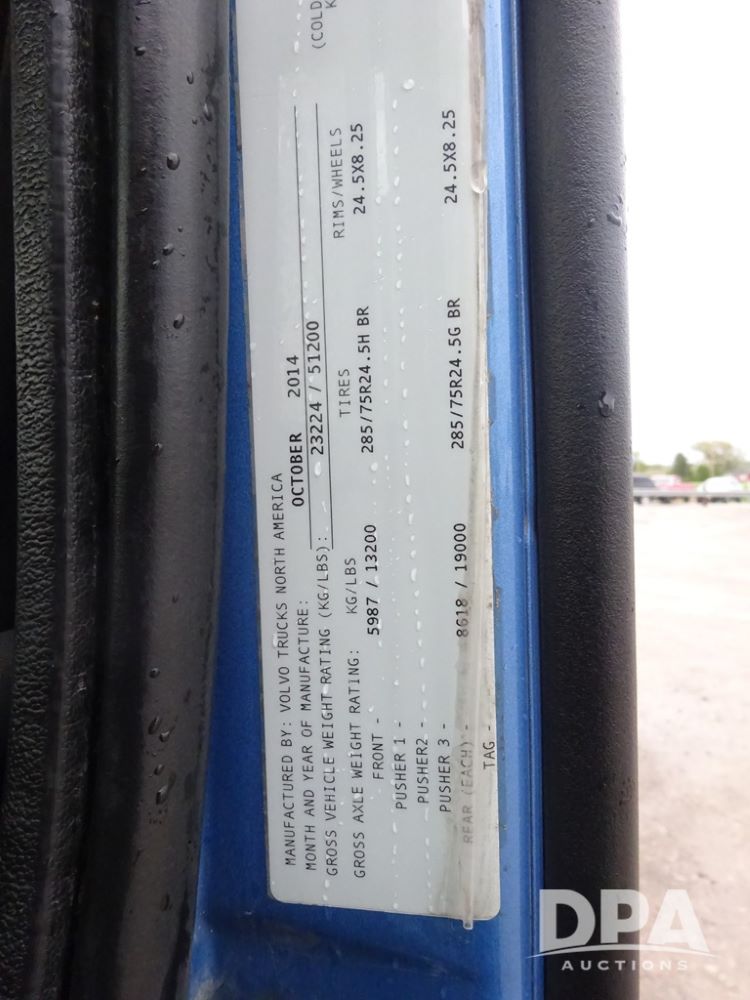 MANUFACTURED BY: VOLVO TRUCKS NORTH AMERICA
MONTH AND YEAR OF MANUFACTURE: OCTOBER 2014
GROSS VEHICLE WEIGHT RATING (KG/LBS): 23224 / 51200
GROSS AXLE WEIGHT RATING: KG/LBS TIRES RIMS/WHEELS (COLD
FRONT - 5987 / 13200 285/75R24.5H BR 24.5X8.25
PUSHER 1 -
PUSHER2 -
PUSHER 3 -
REAR (EACH) - 8618 / 19000 285/75R24.5G BR 24.5X8.25
TAG -
DPA
AUCTIONS